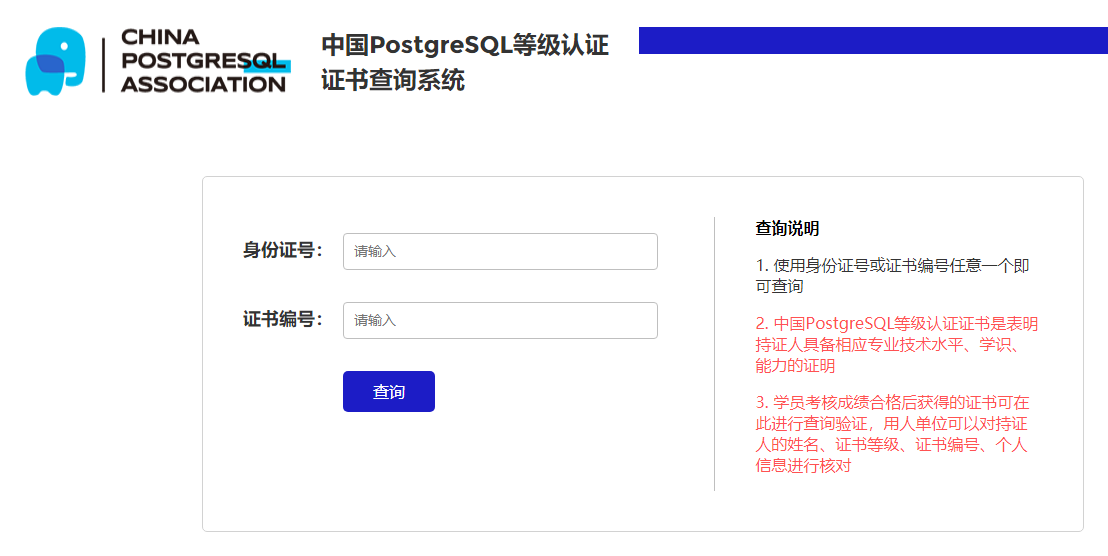 CHINA
POSTGRESQL
ASSOCIATION
中国PostgreSQL等级认证
证书查询系统
身份证号：
请输入
证书编号：
请输入
查询
查询说明
1. 使用身份证号或证书编号任意一个即
可查询
2. 中国PostgreSQL等级认证证书是表明
持证人具备相应专业技术水平、学识、
能力的证明
3. 学员考核成绩合格后获得的证书可在
此进行查询验证，用人单位可以对持证
人的姓名、证书等级、证书编号、个人
信息进行核对